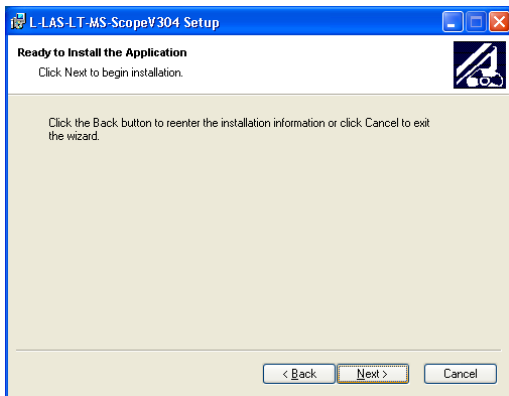 L-LAS-LT-MS-ScopeV304 Setup
Ready to Install the Application
Click Next to begin installation.
Click the Back button to reenter the installation information or click Cancel to exit
the wizard.
< Back Next > Cancel